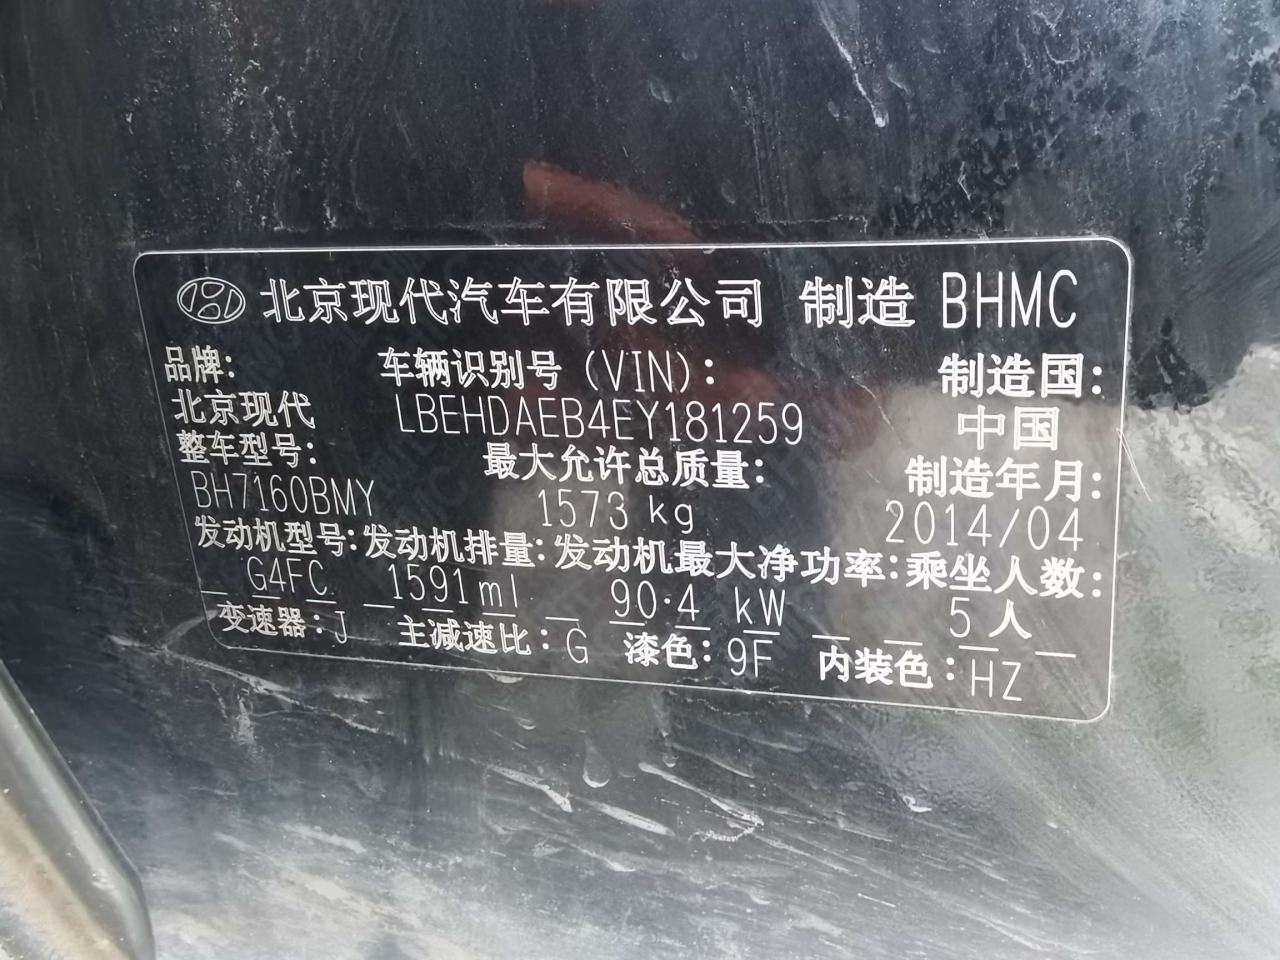 北京现代汽车有限公司 制造 BHMC
品牌: 车辆识别号 (VIN): 制造国:
北京现代 LBEHDAEB4EY181259 中国
整车型号: 最大允许总质量: 制造年月:
BH7160BMY 1573 kg 2014/04
发动机型号: 发动机排量: 发动机最大净功率: 乘坐人数:
G4FC 1591ml 90.4 kW 5人
变速器: J 主减速比: G 漆色: 9F 内装色: HZ